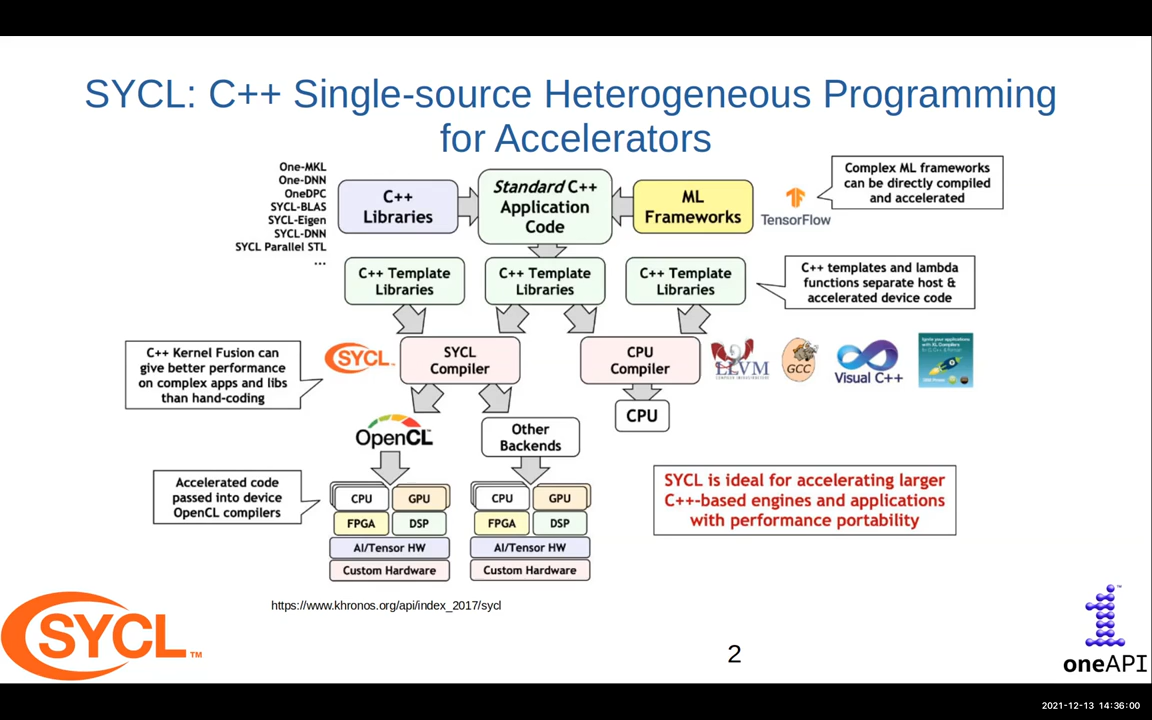 SYCL: C++ Single-source Heterogeneous Programming
for Accelerators
One-MKL
One-DNN
OneDPC
SYCL-BLAS
SYCL-Eigen
SYCL-DNN
SYCL Parallel STL
...
C++
Libraries
Standard C++
Application
Code
ML
Frameworks
TensorFlow
Complex ML frameworks
can be directly compiled
and accelerated
C++ Template
Libraries
C++ Template
Libraries
C++ Template
Libraries
C++ templates and lambda
functions separate host &
accelerated device code
C++ Kernel Fusion can
give better performance
on complex apps and libs
than hand-coding
SYCL
SYCL
Compiler
CPU
Compiler
LLVM
GCC
Visual C++
CPU
OpenCL
Other
Backends
Accelerated code
passed into device
OpenCL compilers
CPU
GPU
FPGA
DSP
AI/Tensor HW
Custom Hardware
CPU
GPU
FPGA
DSP
AI/Tensor HW
Custom Hardware
SYCL is ideal for accelerating larger
C++-based engines and applications
with performance portability
https://www.khronos.org/api/index_2017/sycl
SYCL™
2
oneAPI
2021-12-13 14:36:00